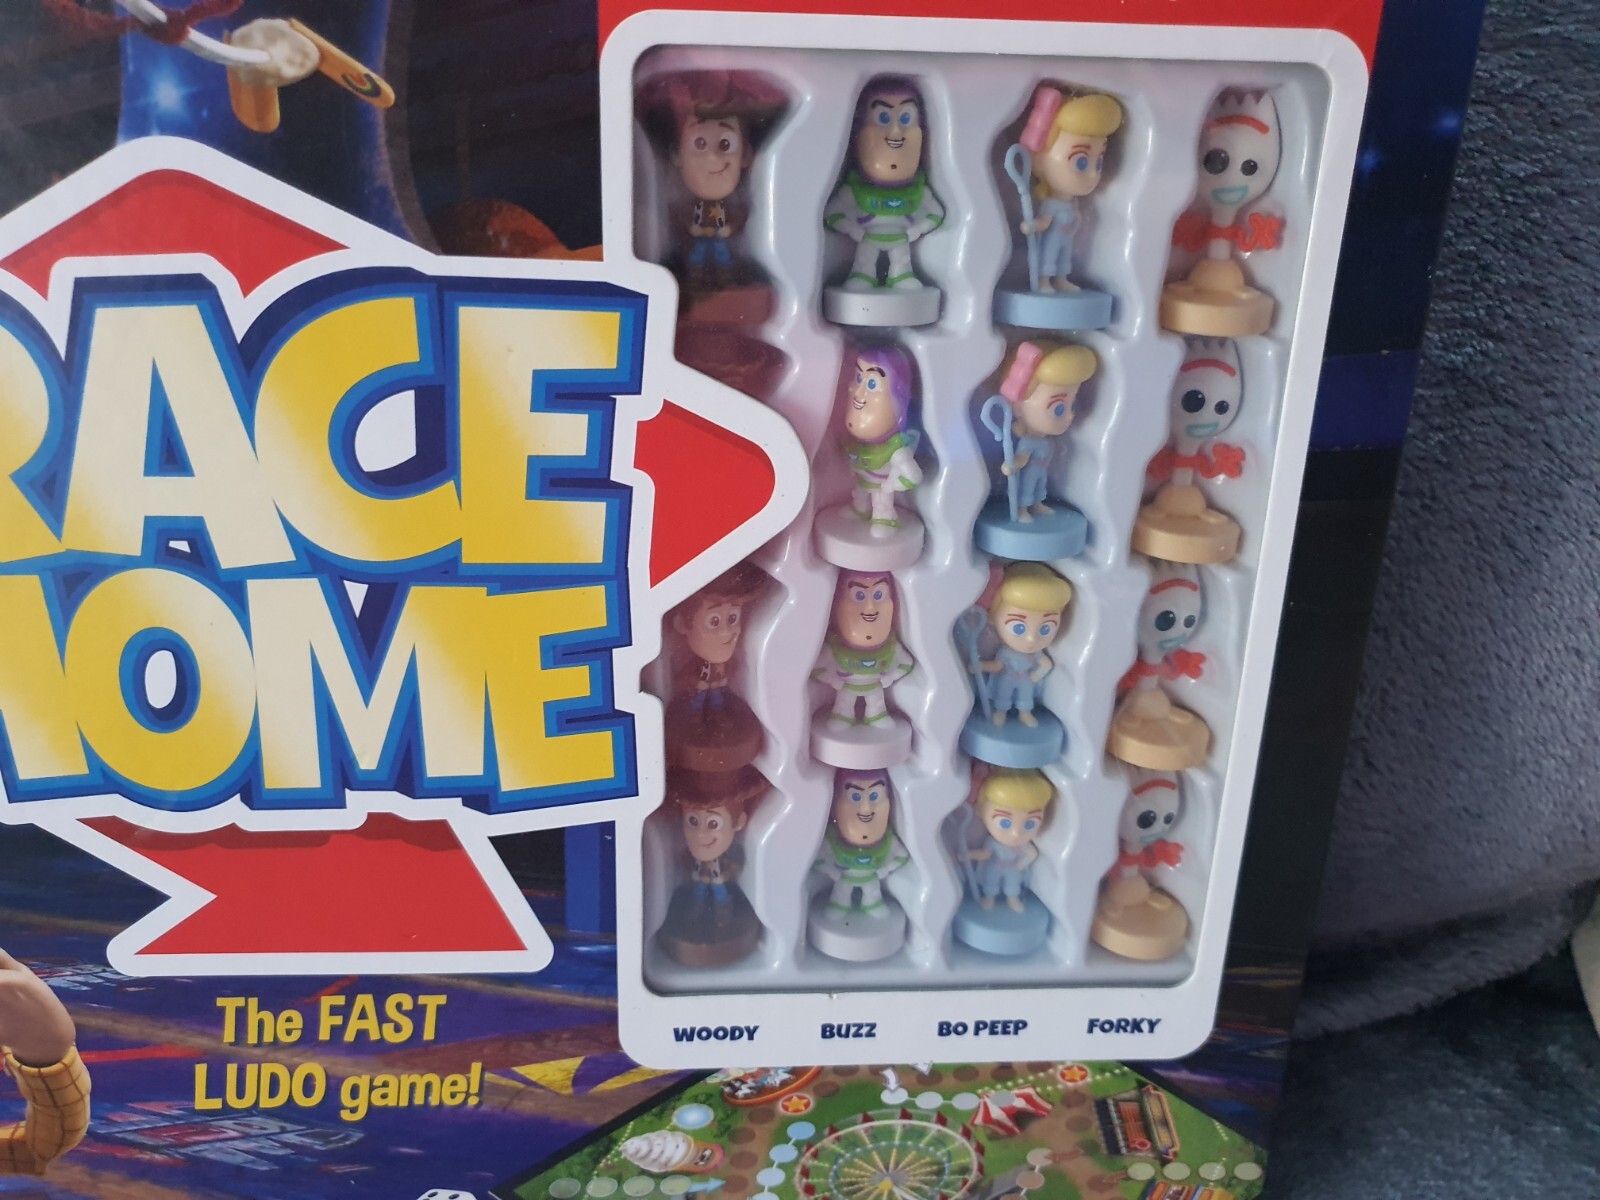 RACE
HOME
The FAST
LUDO game!
WOODY BUZZ BO PEEP FORKY